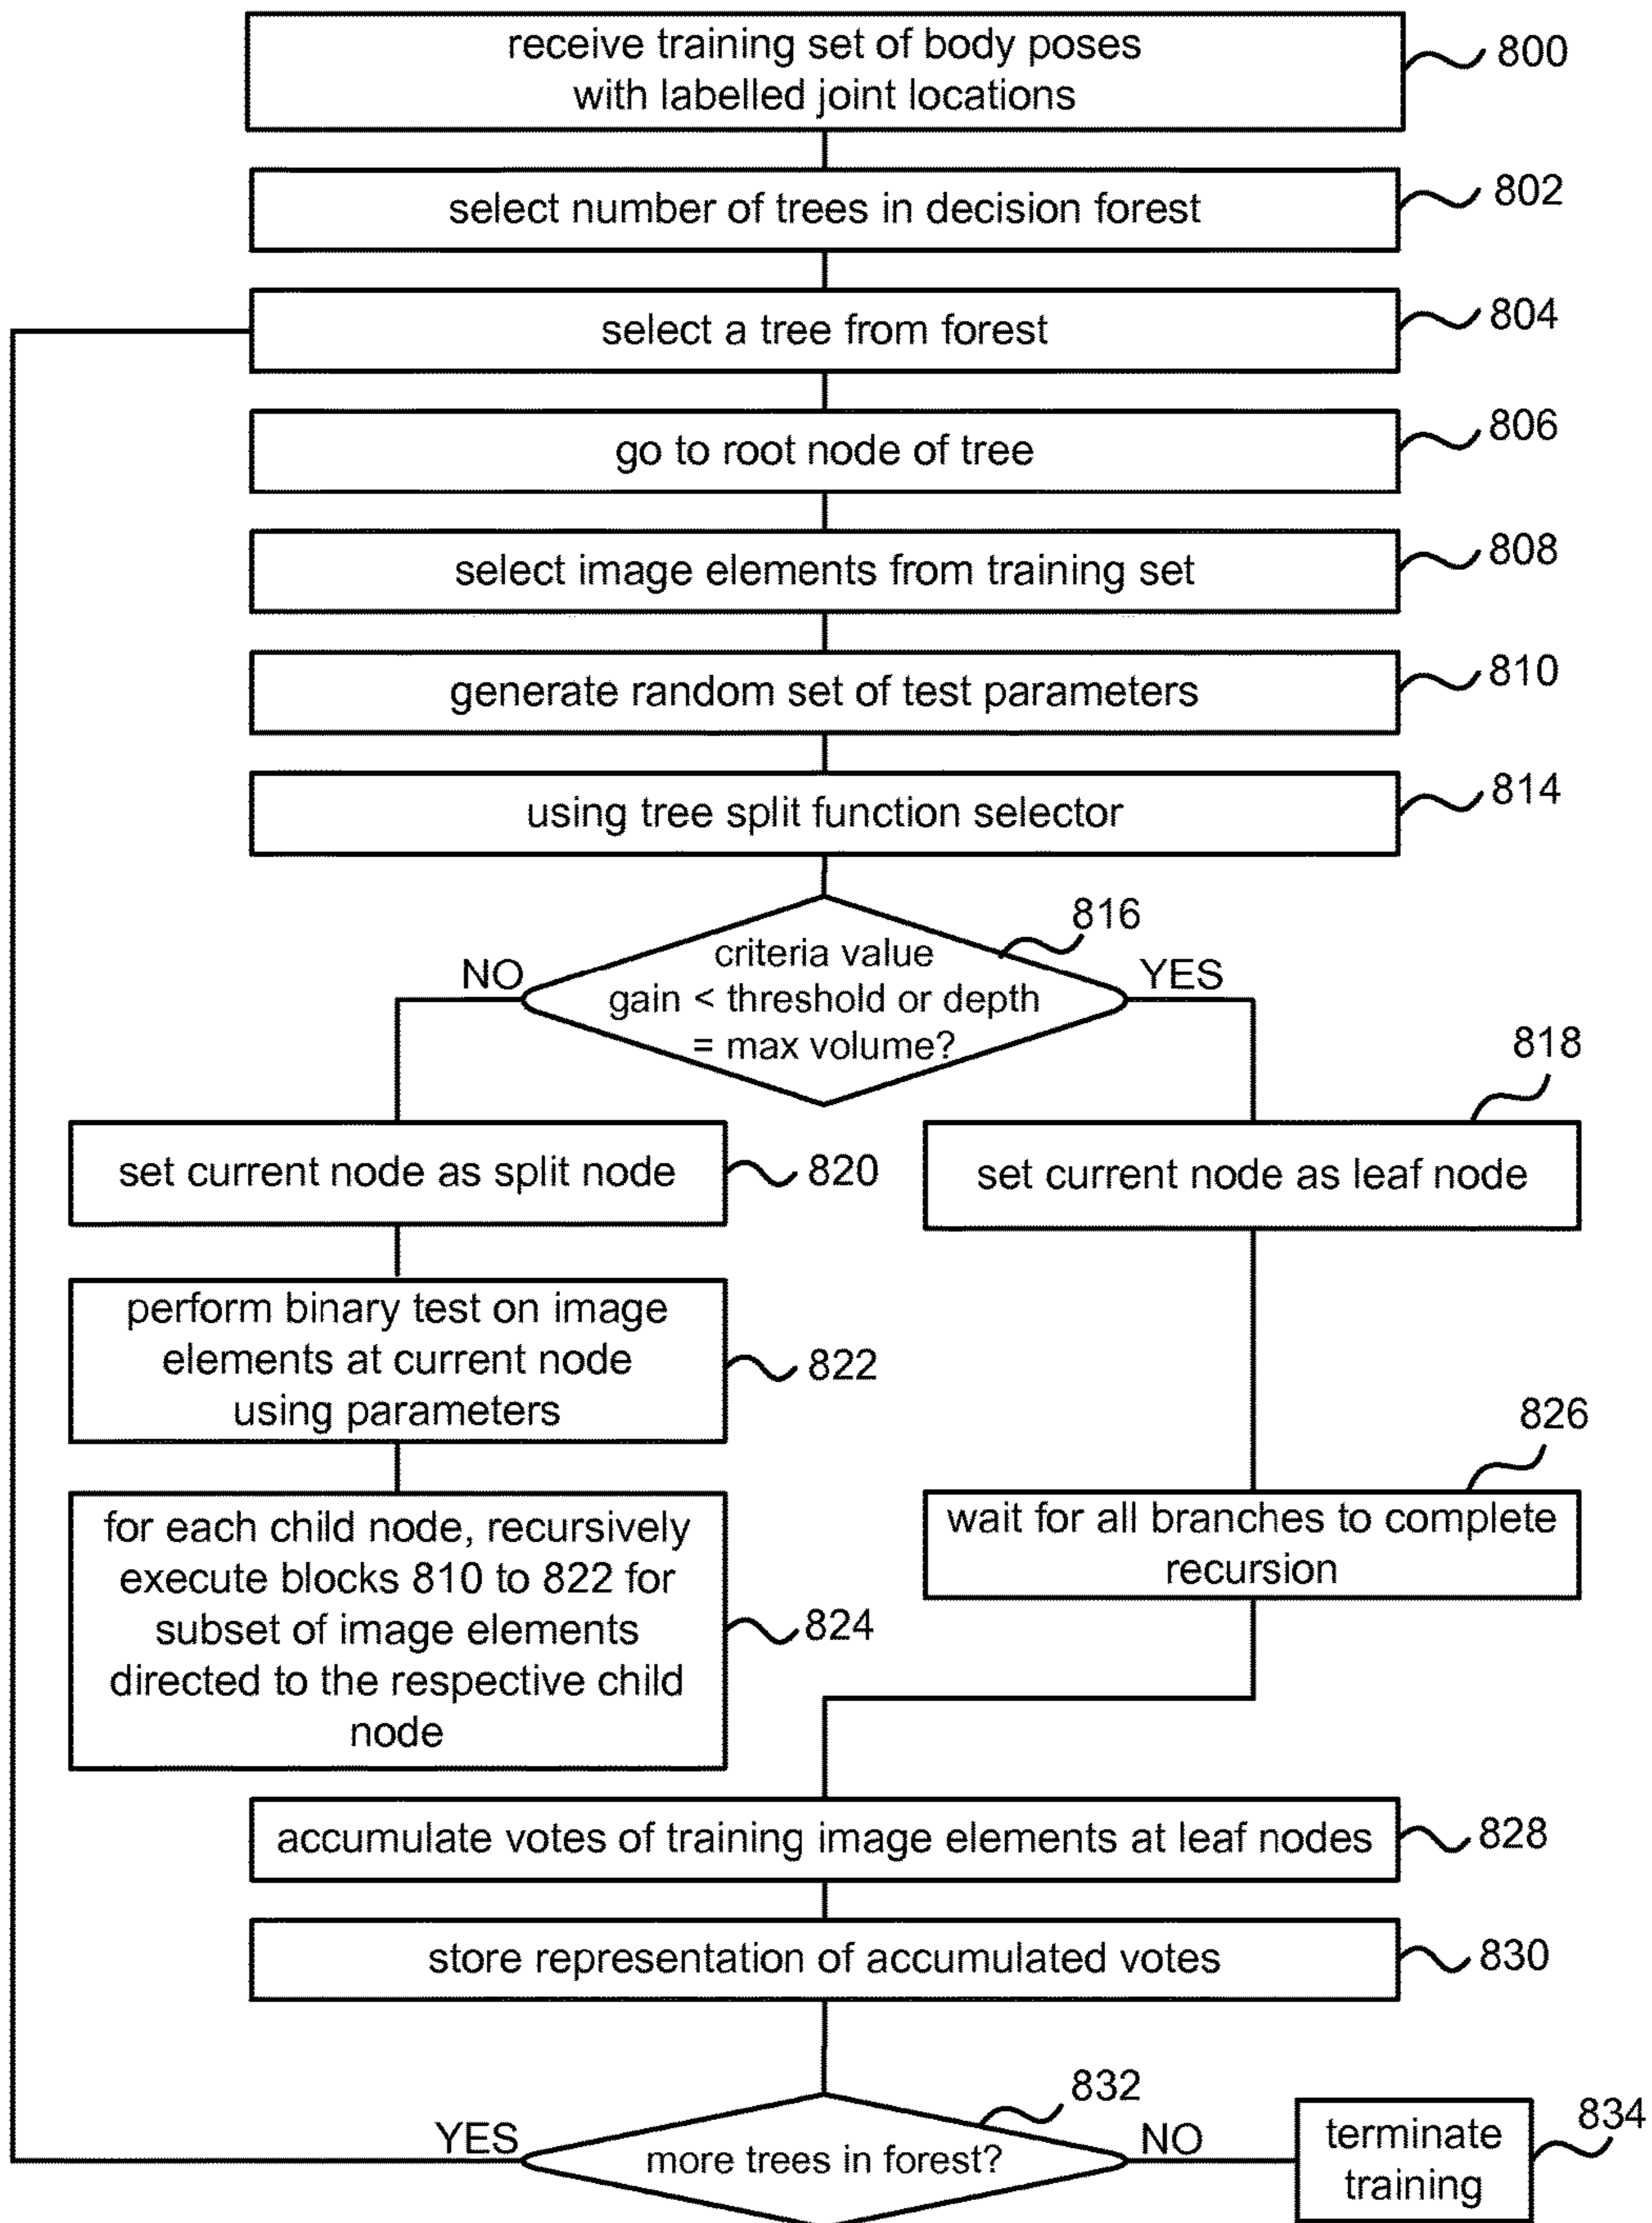 receive training set of body poses
with labelled joint locations
800
select number of trees in decision forest
802
select a tree from forest
804
go to root node of tree
806
select image elements from training set
808
generate random set of test parameters
810
using tree split function selector
814
816
criteria value
gain < threshold or depth
= max volume?
NO
YES
818
set current node as split node
820
set current node as leaf node
perform binary test on image
elements at current node
using parameters
822
826
wait for all branches to complete
recursion
for each child node, recursively
execute blocks 810 to 822 for
subset of image elements
directed to the respective child
node
824
accumulate votes of training image elements at leaf nodes
828
store representation of accumulated votes
830
832
more trees in forest?
YES
NO
terminate
training
834